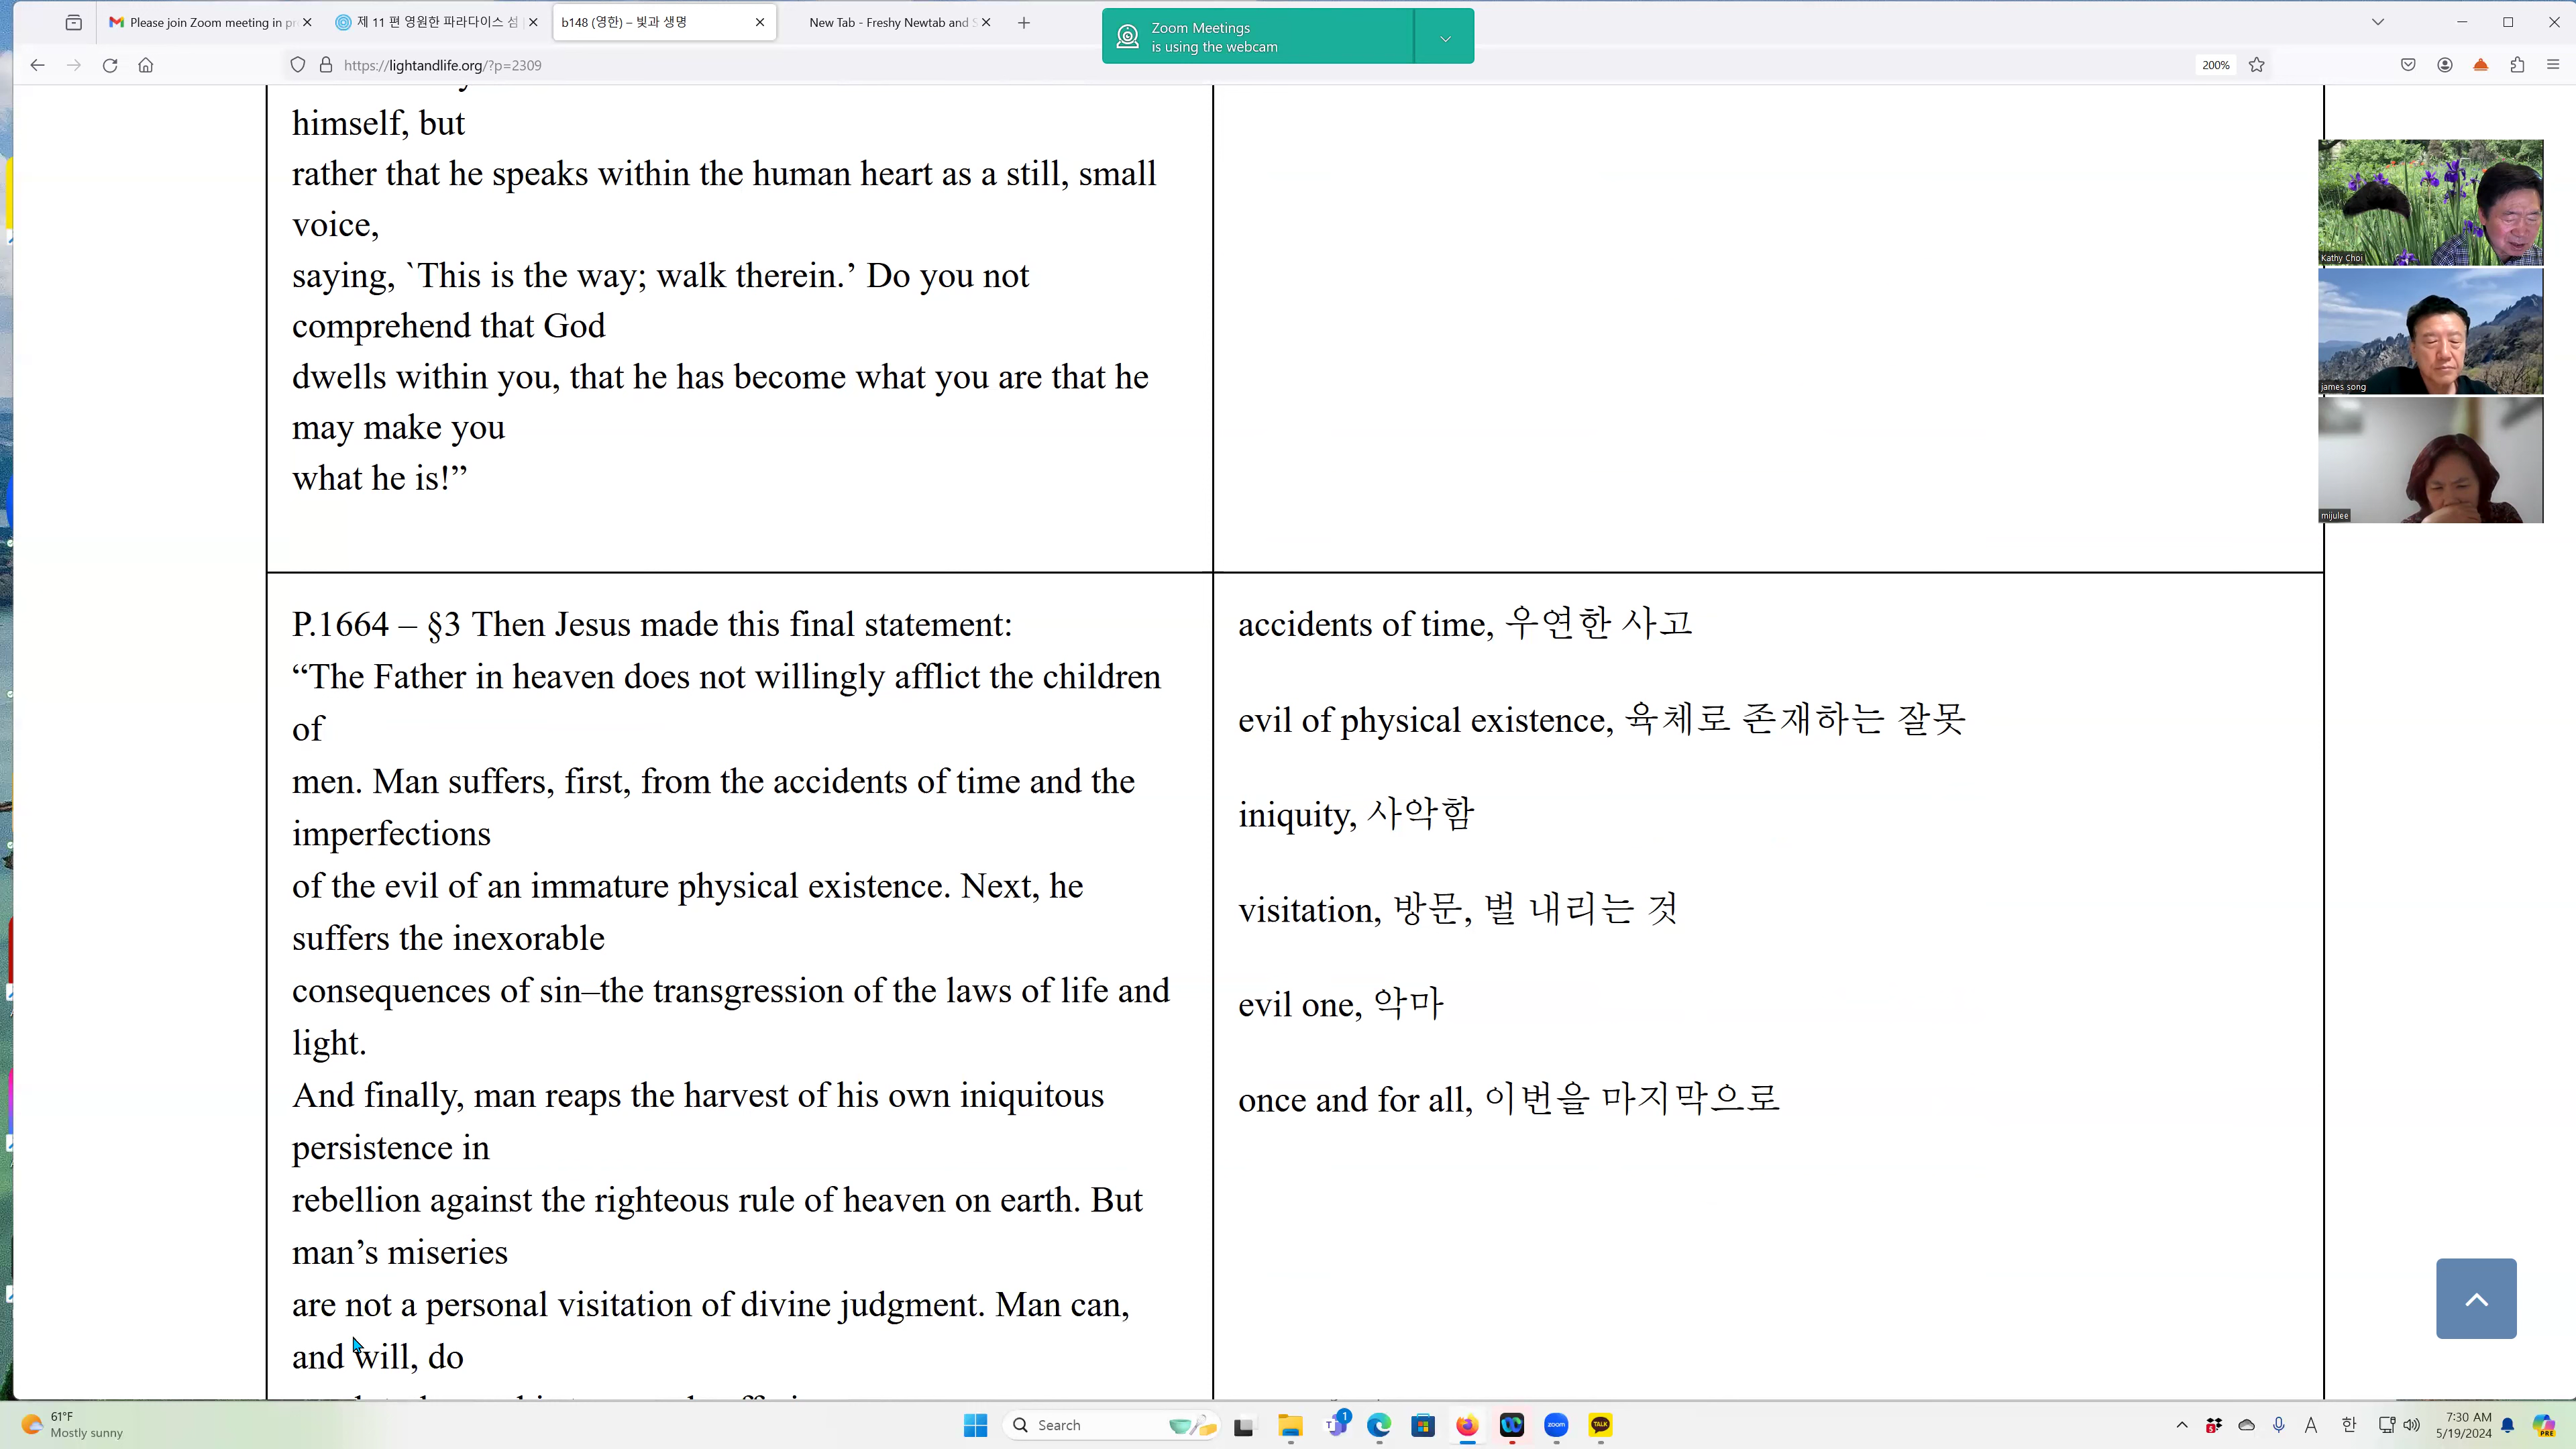 Please join Zoom meeting in pr
제 11 편 영원한 파라다이스 섬
b148 (영한) – 빛과 생명
New Tab - Freshy Newtab and S
Zoom Meetings
is using the webcam
https://lightandlife.org/?p=2309
200%
himself, but
rather that he speaks within the human heart as a still, small
voice,
saying, `This is the way; walk therein.’ Do you not
comprehend that God
dwells within you, that he has become what you are that he
may make you
what he is!”
Kathy Choi
james song
mijulee
P.1664 – §3 Then Jesus made this final statement:
“The Father in heaven does not willingly afflict the children
of
men. Man suffers, first, from the accidents of time and the
imperfections
of the evil of an immature physical existence. Next, he
suffers the inexorable
consequences of sin–the transgression of the laws of life and
light.
And finally, man reaps the harvest of his own iniquitous
persistence in
rebellion against the righteous rule of heaven on earth. But
man’s miseries
are not a personal visitation of divine judgment. Man can,
and will, do
accidents of time, 우연한 사고
evil of physical existence, 육체로 존재하는 잘못
iniquity, 사악함
visitation, 방문, 벌 내리는 것
evil one, 악마
once and for all, 이번을 마지막으로
61°F
Mostly sunny
Search
1
zoom
TALK
5
A
한
7:30 AM
5/19/2024
PRE